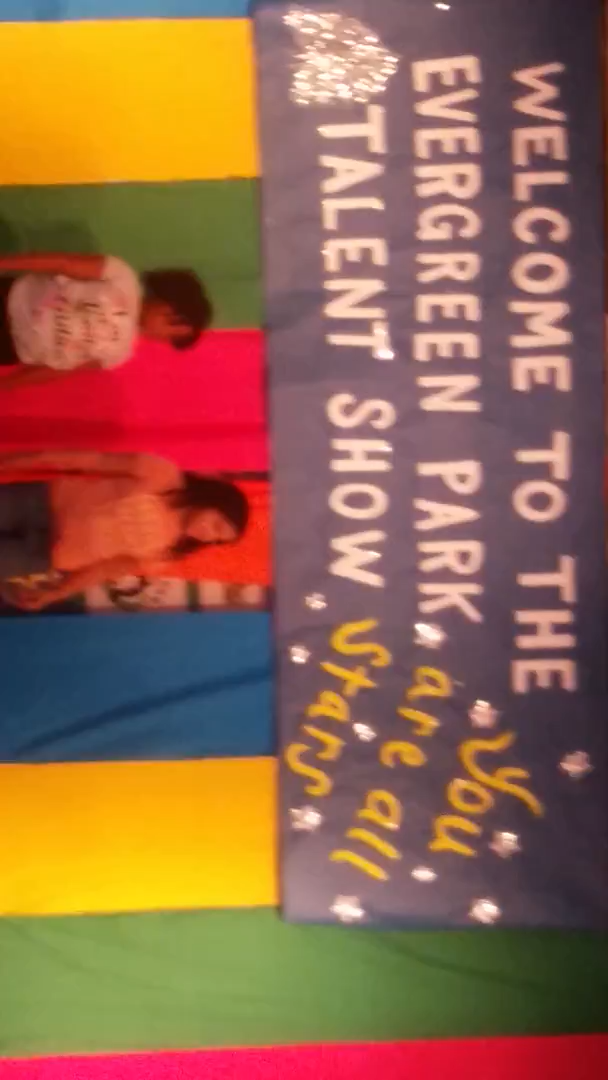 WELCOME TO THE
EVERGREEN PARK
TALENT SHOW
You
are all
stars